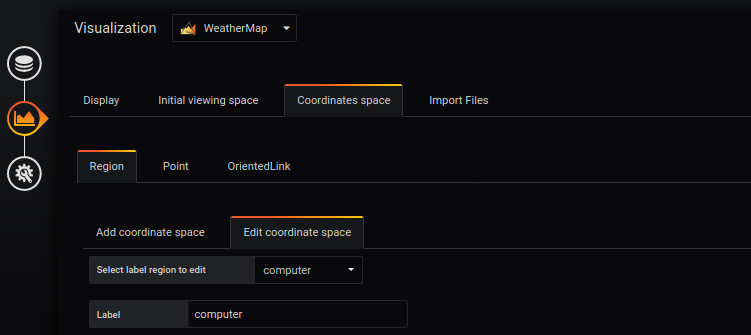 Visualization WeatherMap
Display Initial viewing space Coordinates space Import Files
Region Point OrientedLink
Add coordinate space Edit coordinate space
Select label region to edit computer
Label computer